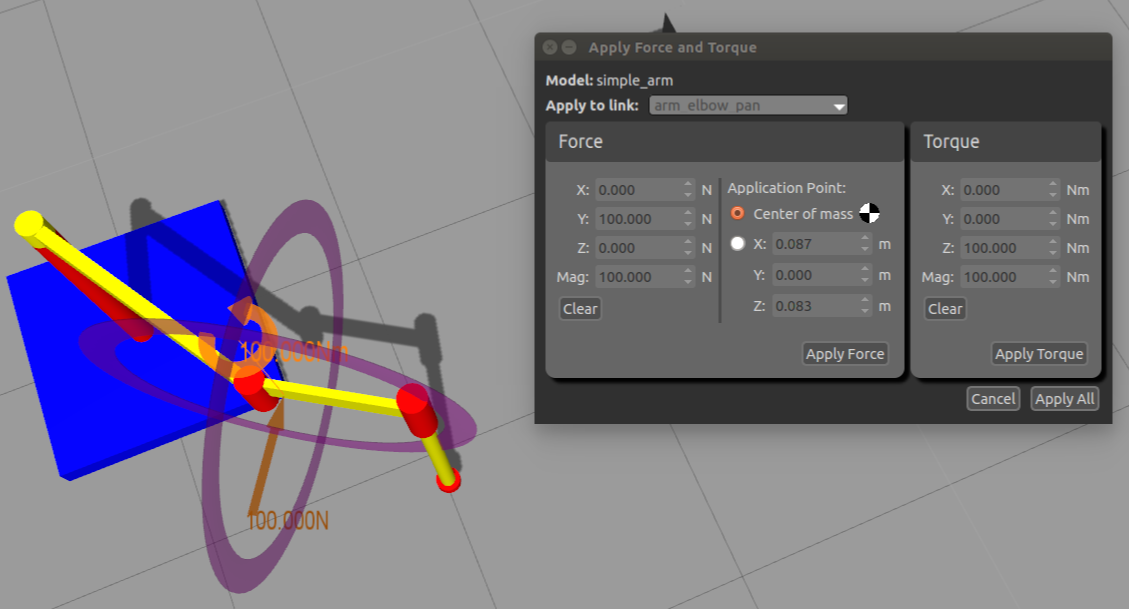 Apply Force and Torque
Model: simple_arm
Apply to link: arm_elbow_pan
Force
X: 0.000 N
Y: 100.000 N
Z: 0.000 N
Mag: 100.000 N
Clear
Application Point:
Center of mass
X: 0.087 m
Y: 0.000 m
Z: 0.083 m
Apply Force
Torque
X: 0.000 Nm
Y: 0.000 Nm
Z: 100.000 Nm
Mag: 100.000 Nm
Clear
Apply Torque
Cancel Apply All
100.000Nm
100.000N